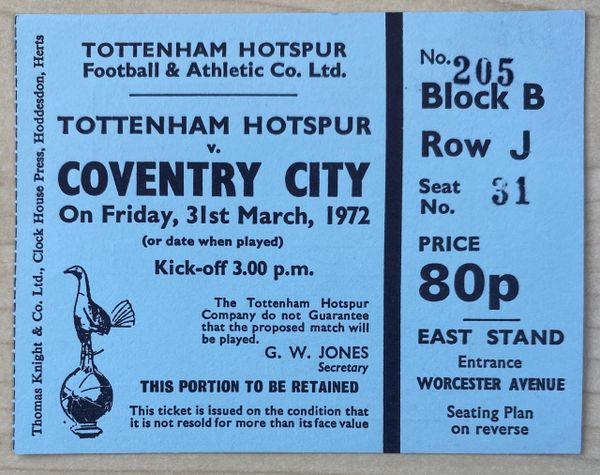 Thomas Knight & Co. Ltd., Clock House Press, Hoddesdon, Herts
TOTTENHAM HOTSPUR
Football & Athletic Co. Ltd.
TOTTENHAM HOTSPUR
v.
COVENTRY CITY
On Friday, 31st March, 1972
(or date when played)
Kick-off 3.00 p.m.
The Tottenham Hotspur
Company do not Guarantee
that the proposed match will
be played.
G. W. JONES
Secretary
THIS PORTION TO BE RETAINED
This ticket is issued on the condition that
it is not resold for more than its face value
No. 205
Block B
Row J
Seat
No. 31
PRICE
80p
EAST STAND
Entrance
WORCESTER AVENUE
Seating Plan
on reverse